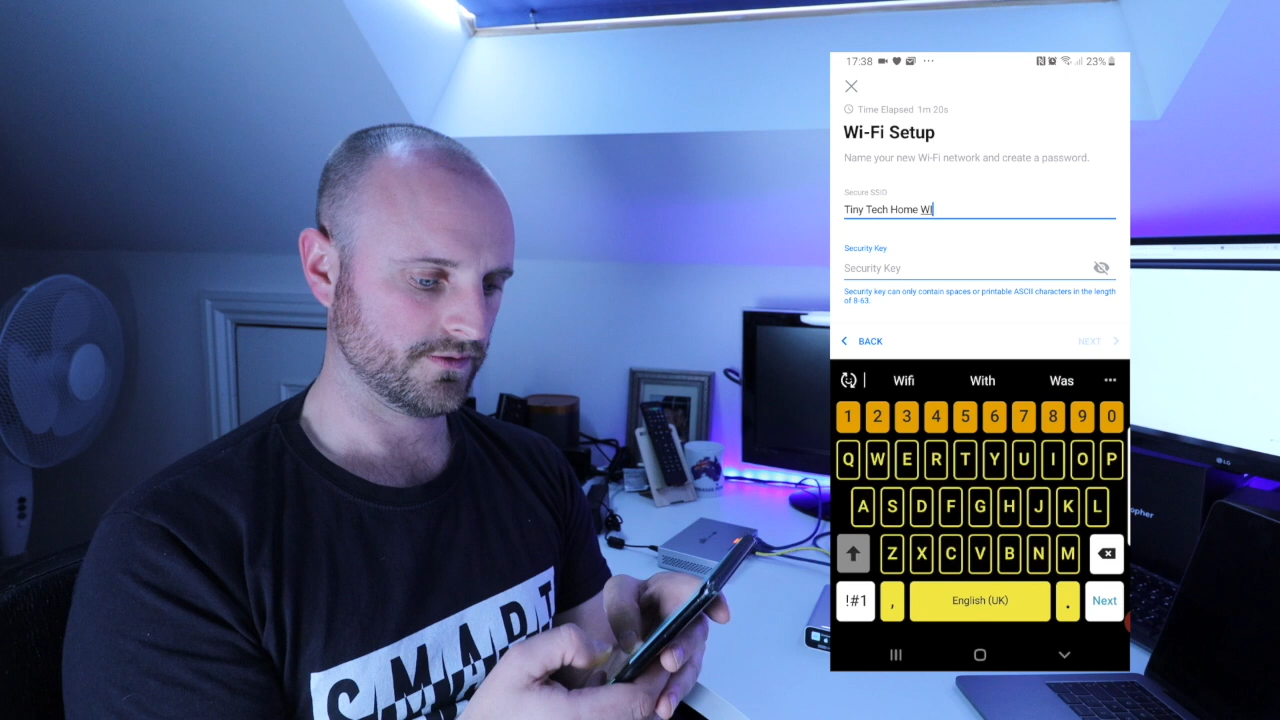 17:38
23%
Time Elapsed 1m 20s
Wi-Fi Setup
Name your new Wi-Fi network and create a password.
Secure SSID
Tiny Tech Home WI
Security Key
Security Key
Security key can only contain spaces or printable ASCII characters in the length
of 8-63.
BACK
NEXT
Wifi With Was
1 2 3 4 5 6 7 8 9 0
Q W E R T Y U I O P
A S D F G H J K L
Z X C V B N M
!#1 , English (UK) . Next
LG
opher
SMART